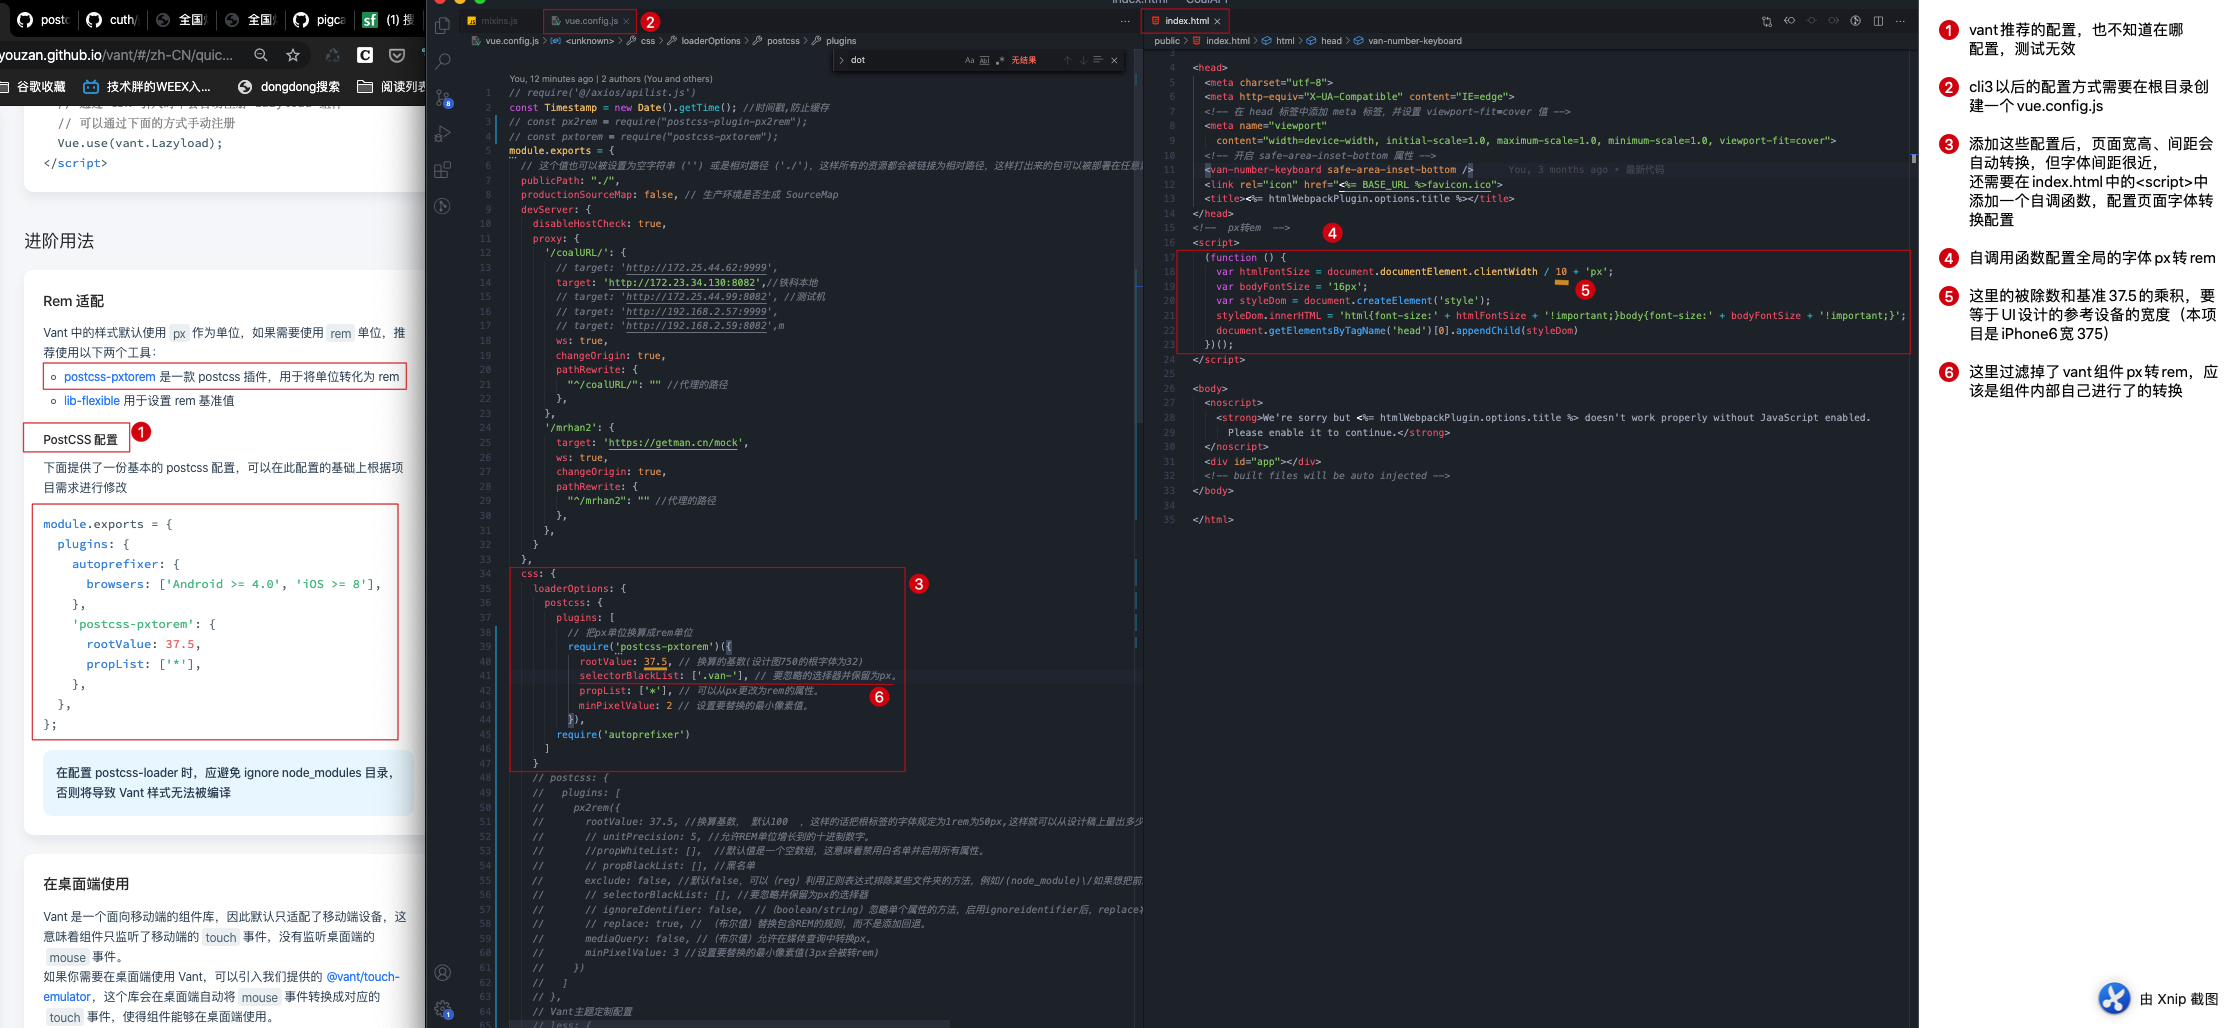 postc
cuth/
全国
全国
pigca
(1) 搜
youzan.github.io/vant/#/zh-CN/quic...
谷歌收藏
技术胖的WEEX入...
dongdong搜索
阅读列表
// 可以通过下面的方式手动注册
Vue.use(vant.Lazyload);
</script>
进阶用法
Rem 适配
Vant 中的样式默认使用 px 作为单位，如果需要使用 rem 单位，推
荐使用以下两个工具：
postcss-pxtorem 是一款 postcss 插件，用于将单位转化为 rem
lib-flexible 用于设置 rem 基准值
PostCSS 配置
1
下面提供了一份基本的 postcss 配置，可以在此配置的基础上根据项
目需求进行修改
module.exports = {
plugins: {
autoprefixer: {
browsers: ['Android >= 4.0', 'iOS >= 8'],
},
'postcss-pxtorem': {
rootValue: 37.5,
propList: ['*'],
},
},
};
在配置 postcss-loader 时，应避免 ignore node_modules 目录，
否则将导致 Vant 样式无法被编译
在桌面端使用
Vant 是一个面向移动端的组件库，因此默认只适配了移动端设备，这
意味着组件只监听了移动端的 touch 事件，没有监听桌面端的
mouse 事件。
如果你需要在桌面端使用 Vant，可以引入我们提供的 @vant/touch-
emulator，这个库会在桌面端自动将 mouse 事件转换成对应的
touch 事件，使得组件能够在桌面端使用。
mixins.js
vue.config.js
2
vue.config.js > <unknown> > css > loaderOptions > postcss > plugins
dot
Aa
无结果
You, 12 minutes ago | 2 authors (You and others)
1 // require('@/axios/apilist.js')
2 const Timestamp = new Date().getTime(); //时间戳,防止缓存
3 // const px2rem = require("postcss-plugin-px2rem");
4 // const pxtorem = require("postcss-pxtorem");
5 module.exports = {
6 // 这个值也可以被设置为空字符串 ('') 或是相对路径 ('./')，这样所有的资源都会被链接为相对路径，这样打出来的包可以被部署在任意
7 publicPath: "./",
8 productionSourceMap: false, // 生产环境是否生成 SourceMap
9 devServer: {
10 disableHostCheck: true,
11 proxy: {
12 '/coalURL/': {
13 // target: 'http://172.25.44.62:9999',
14 target: 'http://172.23.34.130:8082',//铁科本地
15 // target: 'http://172.25.44.99:8082', //测试机
16 // target: 'http://192.168.2.57:9999',
17 // target: 'http://192.168.2.59:8082',m
18 ws: true,
19 changeOrigin: true,
20 pathRewrite: {
21 "^/coalURL/": "" //代理的路径
22 },
23 },
24 '/mrhan2': {
25 target: 'https://getman.cn/mock',
26 ws: true,
27 changeOrigin: true,
28 pathRewrite: {
29 "^/mrhan2": "" //代理的路径
30 },
31 },
32 }
33 },
34 css: {
3
35 loaderOptions: {
36 postcss: {
37 plugins: [
38 // 把px单位换算成rem单位
39 require('postcss-pxtorem')({
40 rootValue: 37.5, // 换算的基数(设计图750的根字体为32)
41 selectorBlackList: ['.van-'], // 要忽略的选择器并保留为px。
42 propList: ['*'], // 可以从px更改为rem的属性。
6
43 minPixelValue: 2 // 设置要替换的最小像素值。
44 }),
45 require('autoprefixer')
46 ]
47 }
48 // postcss: {
49 // plugins: [
50 // px2rem({
51 // rootValue: 37.5, //换算基数， 默认100 ，这样的话把根标签的字体规定为1rem为50px,这样就可以从设计稿上量出多少
52 // // unitPrecision: 5, //允许REM单位增长到的十进制数字。
53 // //propWhiteList: [], //默认值是一个空数组，这意味着禁用白名单并启用所有属性。
54 // // propBlackList: [], //黑名单
55 // exclude: false, //默认false，可以（reg）利用正则表达式排除某些文件夹的方法，例如/(node_module)\/如果想把前
56 // // selectorBlackList: [], //要忽略并保留为px的选择器
57 // // ignoreIdentifier: false, //（boolean/string）忽略单个属性的方法，启用ignoreidentifier后，replace
58 // // replace: true, // （布尔值）替换包含REM的规则，而不是添加回退。
59 // mediaQuery: false, //（布尔值）允许在媒体查询中转换px。
60 // minPixelValue: 3 //设置要替换的最小像素值(3px会被转rem)
61 // })
62 // ]
63 // },
64 // Vant主题定制配置
65 // less: {
index.html
public > index.html > html > head > van-number-keyboard
3
4 <head>
5 <meta charset="utf-8">
6 <meta http-equiv="X-UA-Compatible" content="IE=edge">
7 <!-- 在 head 标签中添加 meta 标签，并设置 viewport-fit=cover 值 -->
8 <meta name="viewport"
9 content="width=device-width, initial-scale=1.0, maximum-scale=1.0, minimum-scale=1.0, viewport-fit=cover">
10 <!-- 开启 safe-area-inset-bottom 属性 -->
11 <van-number-keyboard safe-area-inset-bottom /> You, 3 months ago • 最新代码
12 <link rel="icon" href="<%= BASE_URL %>favicon.ico">
13 <title><%= htmlWebpackPlugin.options.title %></title>
14 </head>
15 <!-- px转em -->
4
16 <script>
17 (function () {
18 var htmlFontSize = document.documentElement.clientWidth / 10 + 'px';
5
19 var bodyFontSize = '16px';
20 var styleDom = document.createElement('style');
21 styleDom.innerHTML = 'html{font-size:' + htmlFontSize + '!important;}body{font-size:' + bodyFontSize + '!important;}';
22 document.getElementsByTagName('head')[0].appendChild(styleDom)
23 })();
24 </script>
25
26 <body>
27 <noscript>
28 <strong>We're sorry but <%= htmlWebpackPlugin.options.title %> doesn't work properly without JavaScript enabled.
29 Please enable it to continue.</strong>
30 </noscript>
31 <div id="app"></div>
32 <!-- built files will be auto injected -->
33 </body>
34
35 </html>
1 vant推荐的配置，也不知道在哪
配置，测试无效
2 cli3以后的配置方式需要在根目录创
建一个vue.config.js
3 添加这些配置后，页面宽高、间距会
自动转换，但字体间距很近，
还需要在index.html中的<script>中
添加一个自调函数，配置页面字体转
换配置
4 自调用函数配置全局的字体px转rem
5 这里的被除数和基准37.5的乘积，要
等于UI设计的参考设备的宽度（本项
目是iPhone6宽375）
6 这里过滤掉了vant组件px转rem，应
该是组件内部自己进行了的转换
由 Xnip 截图